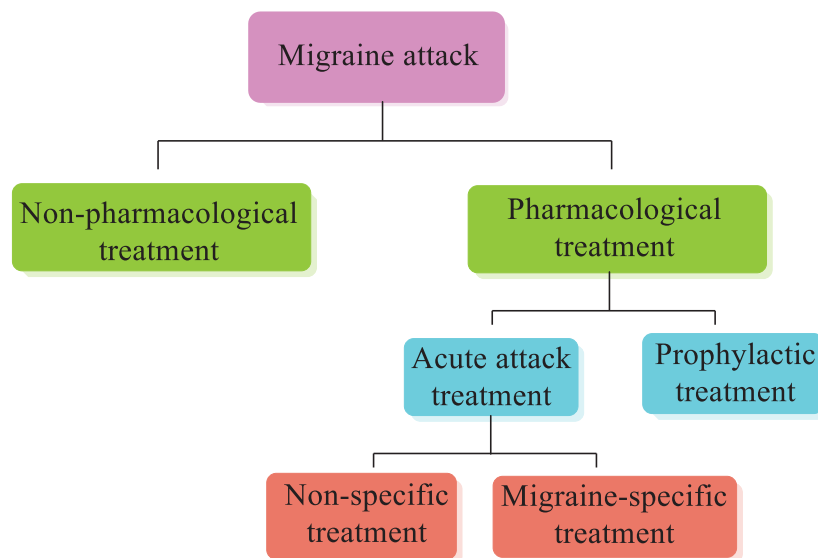 Migraine attack
Non-pharmacological
treatment
Pharmacological
treatment
Acute attack
treatment
Prophylactic
treatment
Non-specific
treatment
Migraine-specific
treatment